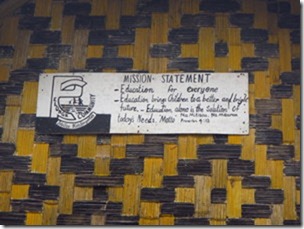 MISSION - STATEMENT
- Education for everyone
- Education brings Children to a better and bright
future. - Education alone is the solution of
todays Needs. Motto
Proverbs 4:13